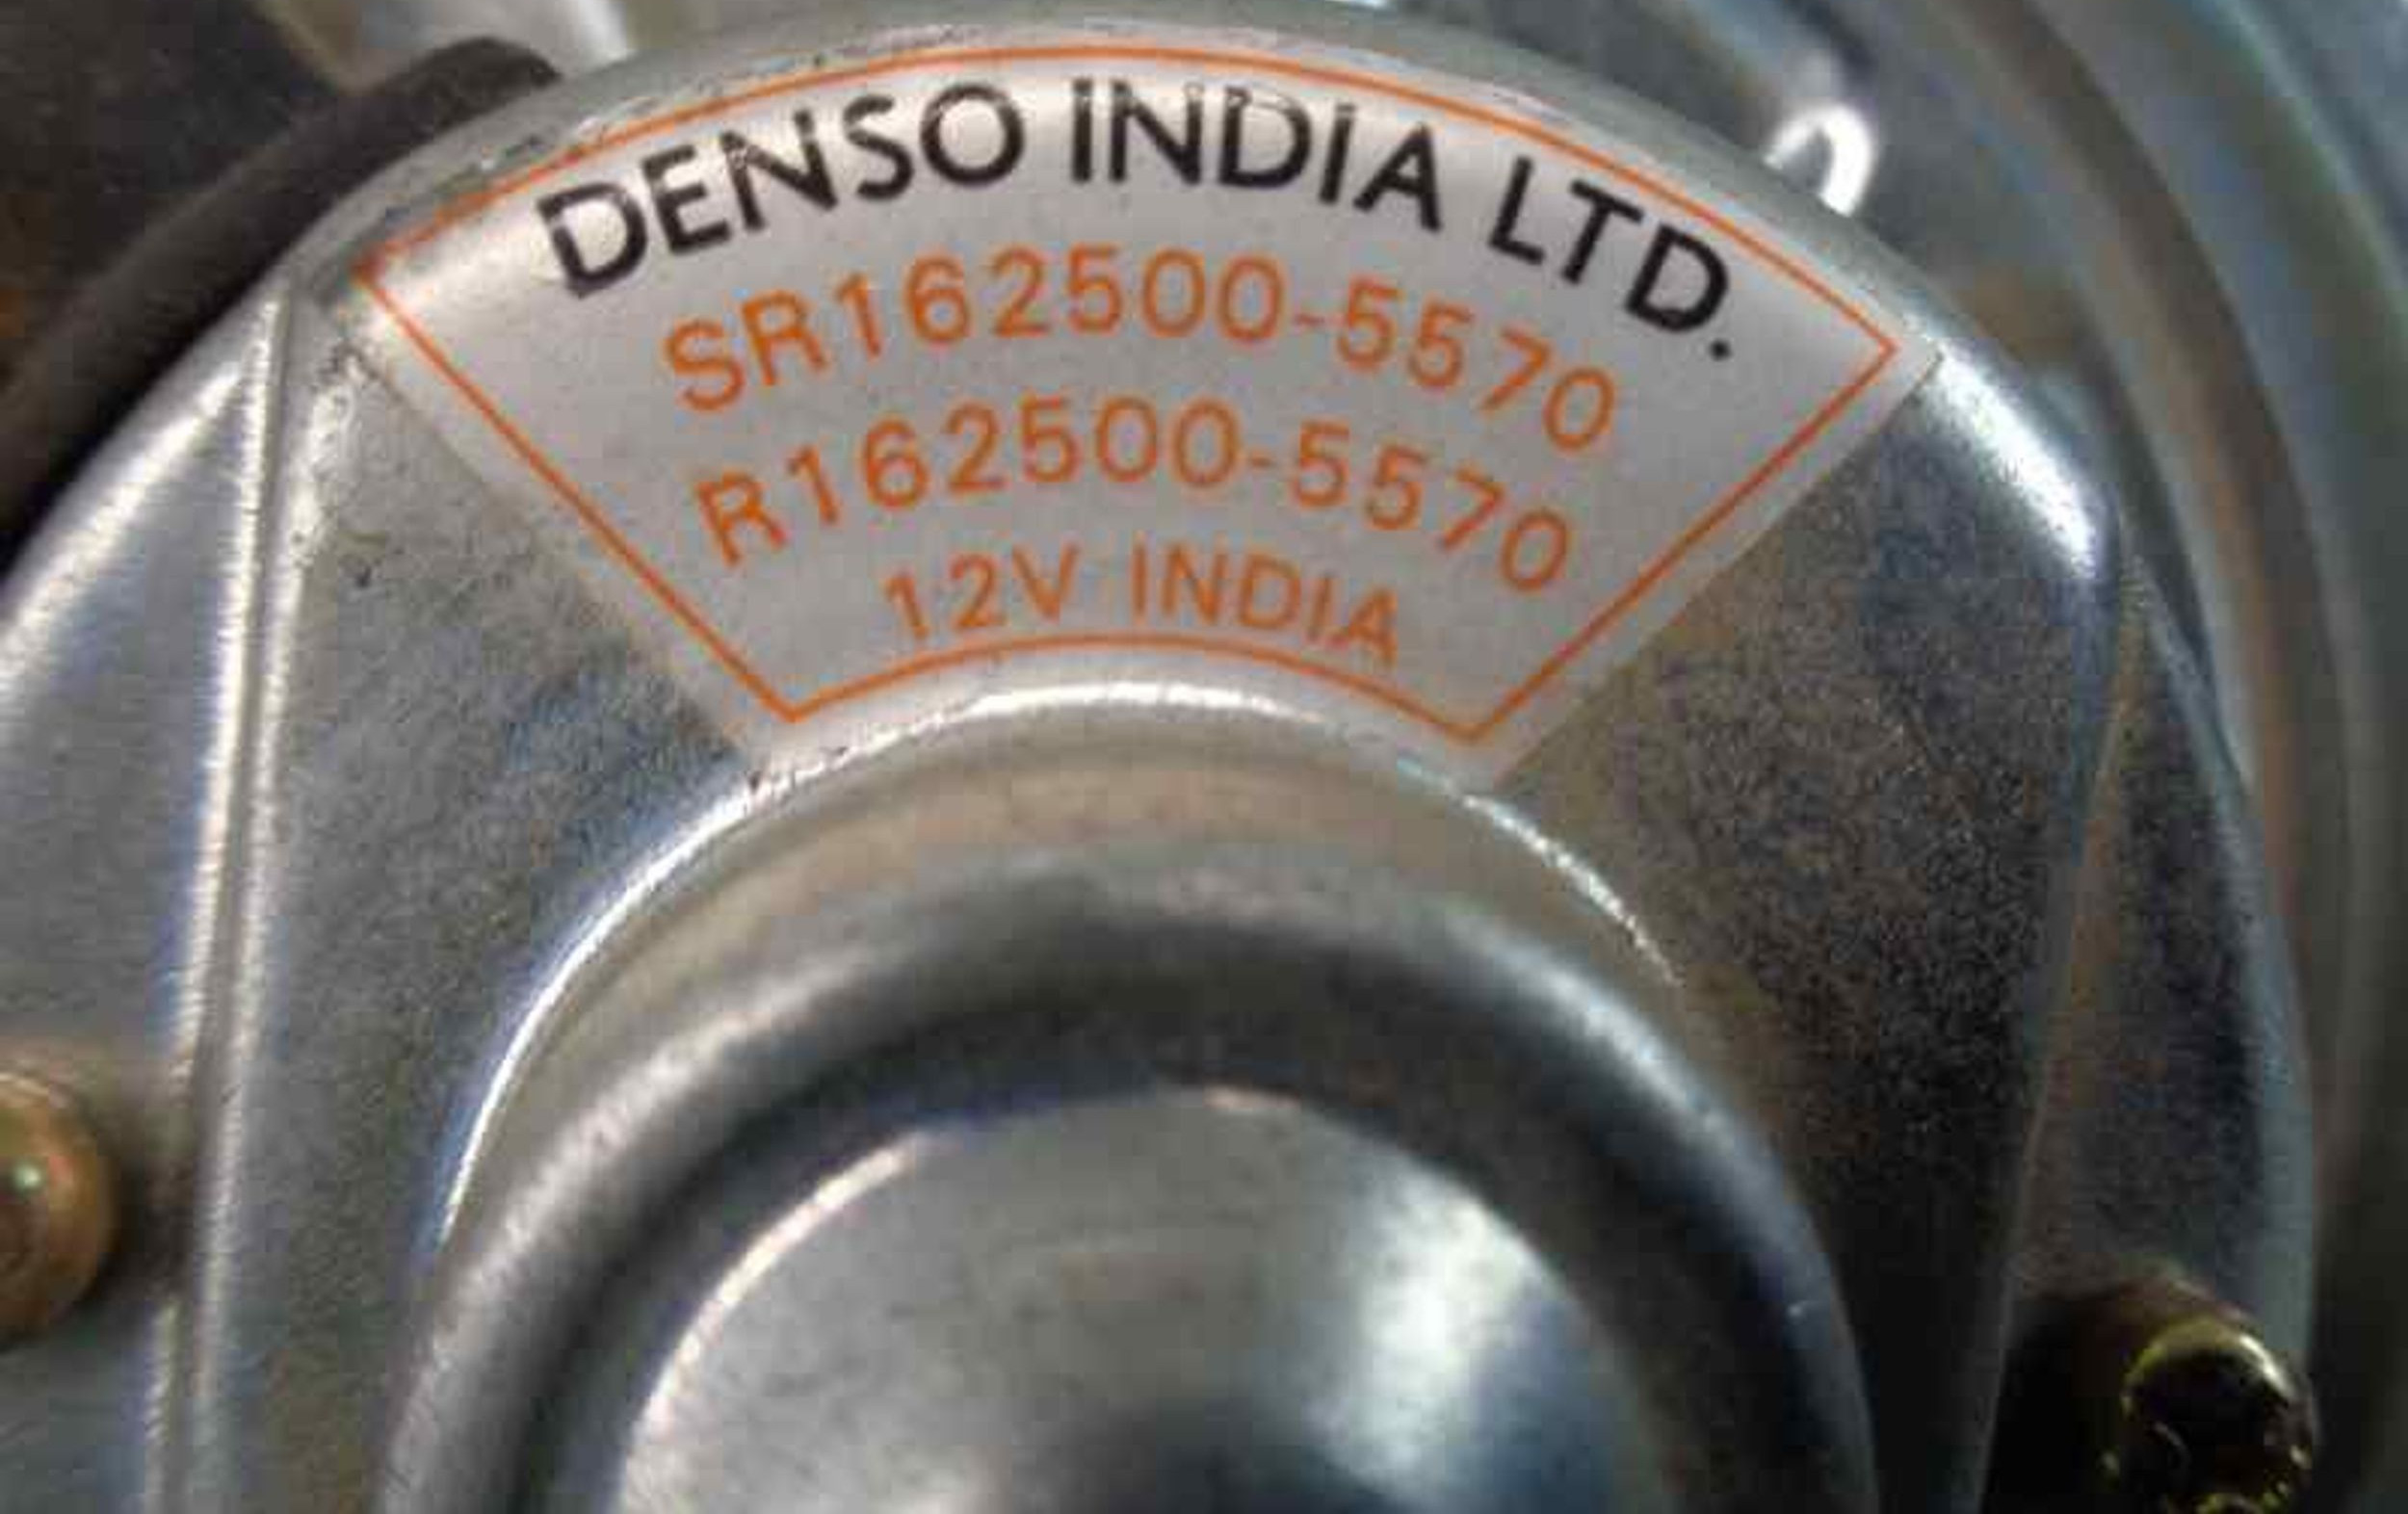 DENSO INDIA LTD.
SR162500-5570
R162500-5570
12V INDIA